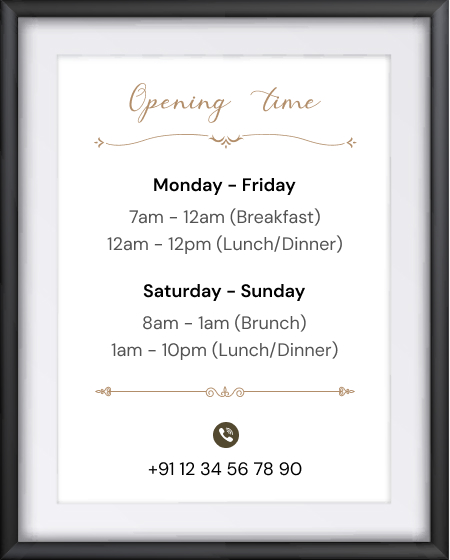 Opening time
Monday - Friday
7am - 12am (Breakfast)
12am - 12pm (Lunch/Dinner)
Saturday - Sunday
8am - 1am (Brunch)
1am - 10pm (Lunch/Dinner)
+91 12 34 56 78 90